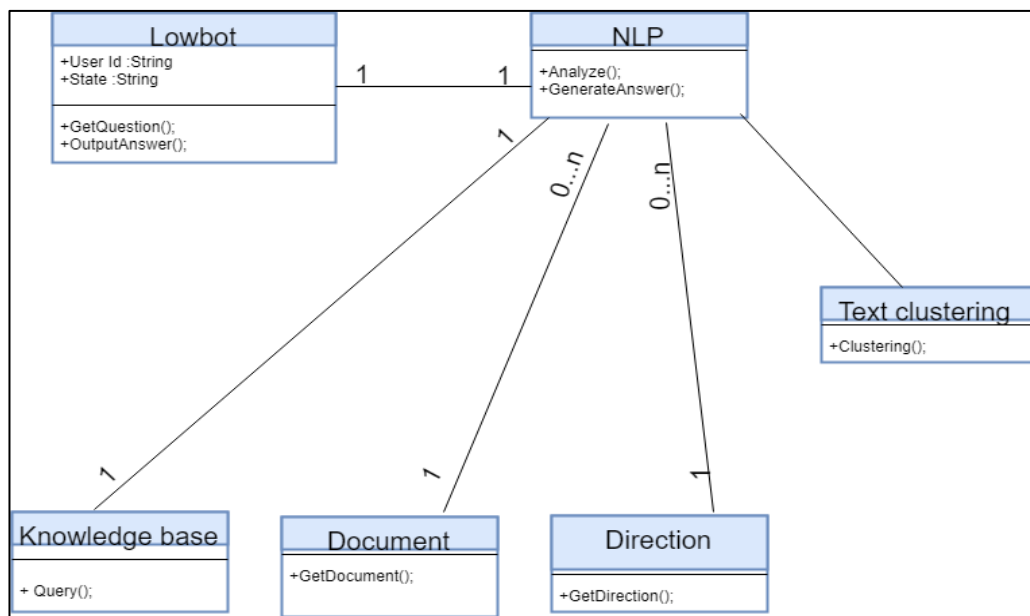 Lowbot
+User Id :String
+State :String
+GetQuestion();
+OutputAnswer();
1
1
NLP
+Analyze();
+GenerateAnswer();
1
0...n
0...n
Text clustering
+Clustering();
1
1
1
Knowledge base
+ Query();
Document
+GetDocument();
Direction
+GetDirection();